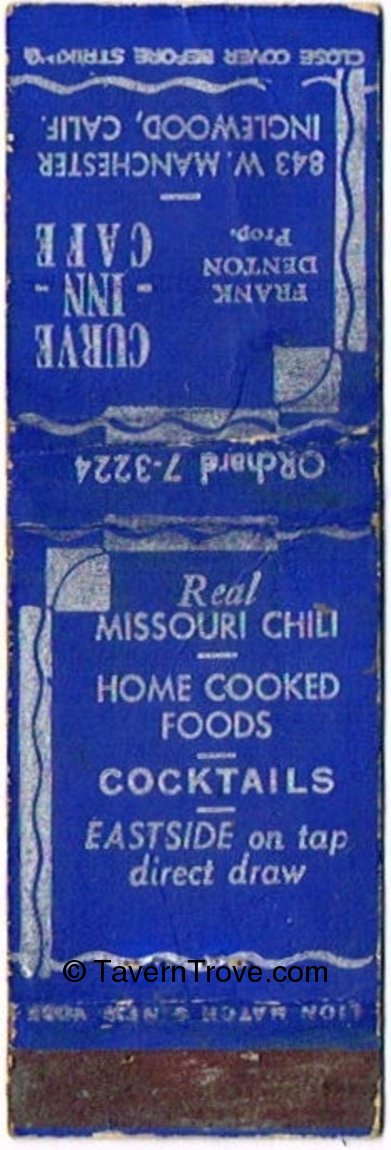 CLOSE COVER BEFORE STRIKING
CURVE
- INN -
CAFE
FRANK
DENTON
Prop.
843 W. MANCHESTER
INGLEWOOD, CALIF.
ORchard 7-3224
Real
MISSOURI CHILI
HOME COOKED
FOODS
COCKTAILS
EASTSIDE on tap
direct draw
© TavernTrove.com
LION MATCH NEW YORK